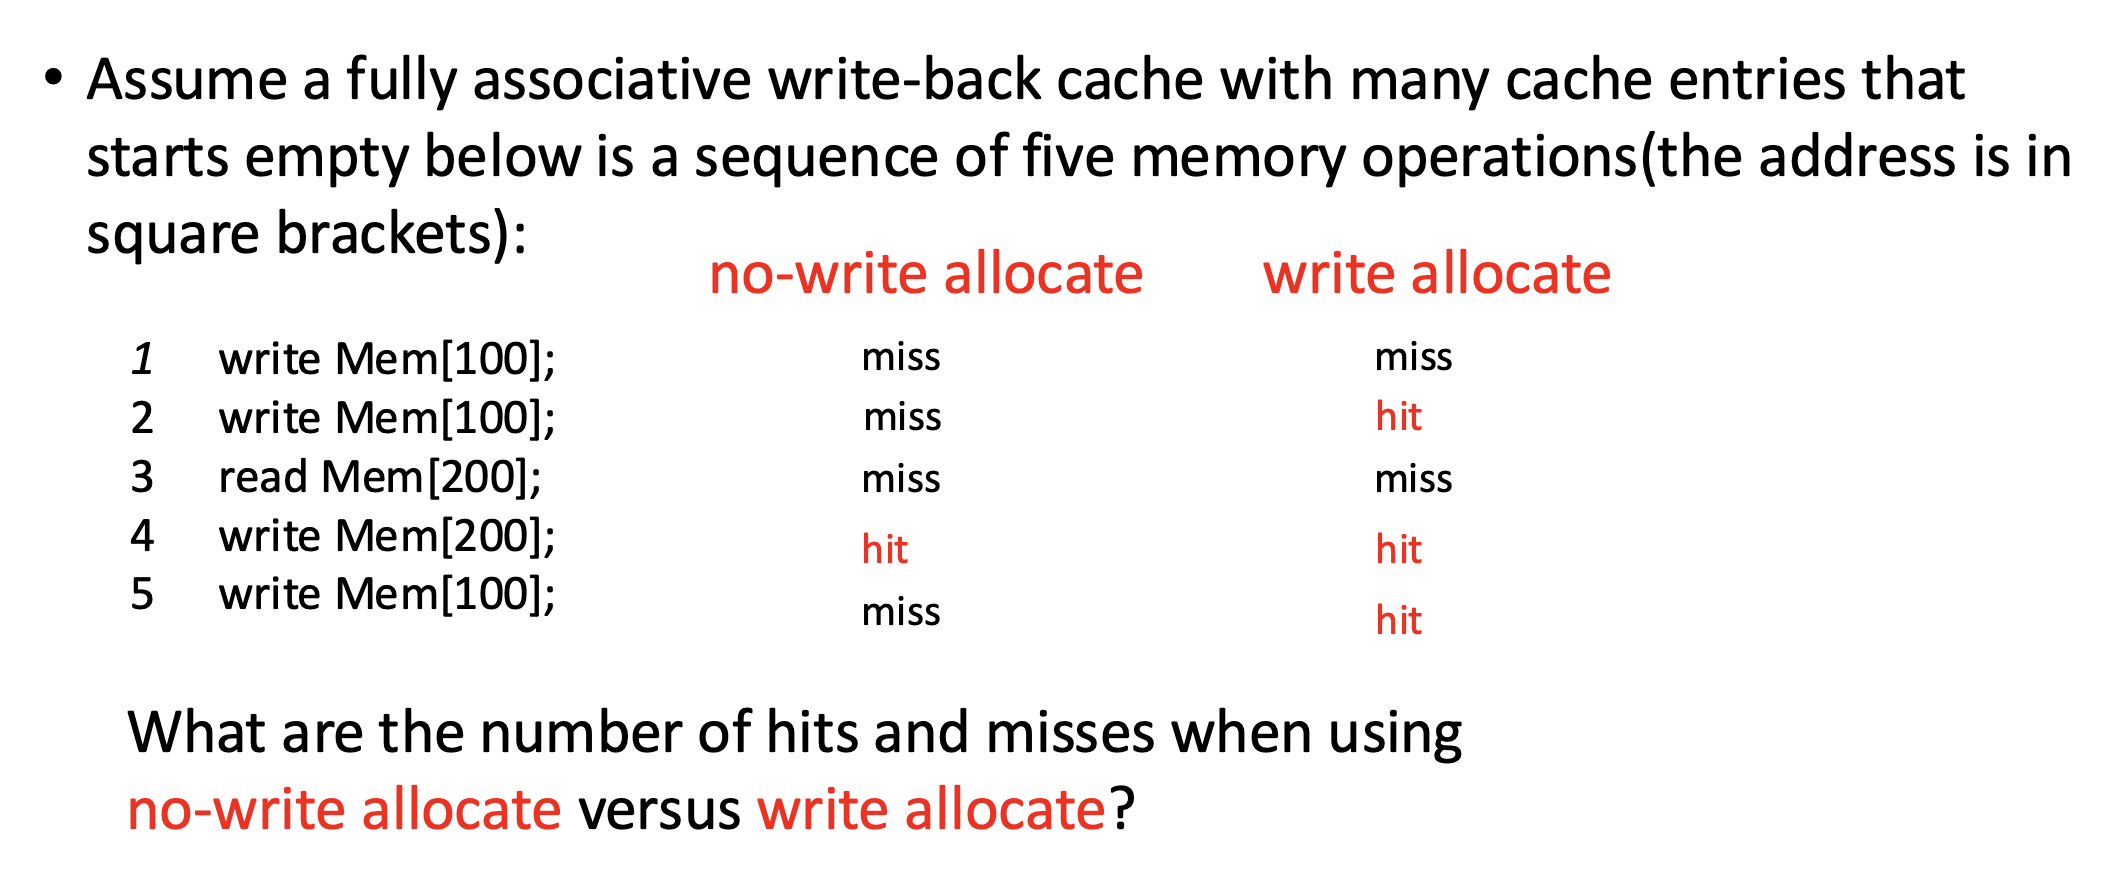 • Assume a fully associative write-back cache with many cache entries that
starts empty below is a sequence of five memory operations(the address is in
square brackets):
no-write allocate write allocate
1 write Mem[100]; miss miss
2 write Mem[100]; miss hit
3 read Mem[200]; miss miss
4 write Mem[200]; hit hit
5 write Mem[100]; miss hit
What are the number of hits and misses when using
no-write allocate versus write allocate?